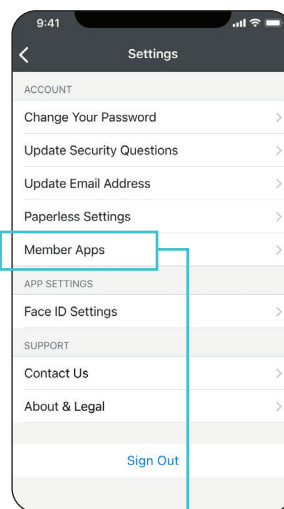 9:41
Settings
ACCOUNT
Change Your Password
Update Security Questions
Update Email Address
Paperless Settings
Member Apps
APP SETTINGS
Face ID Settings
SUPPORT
Contact Us
About & Legal
Sign Out